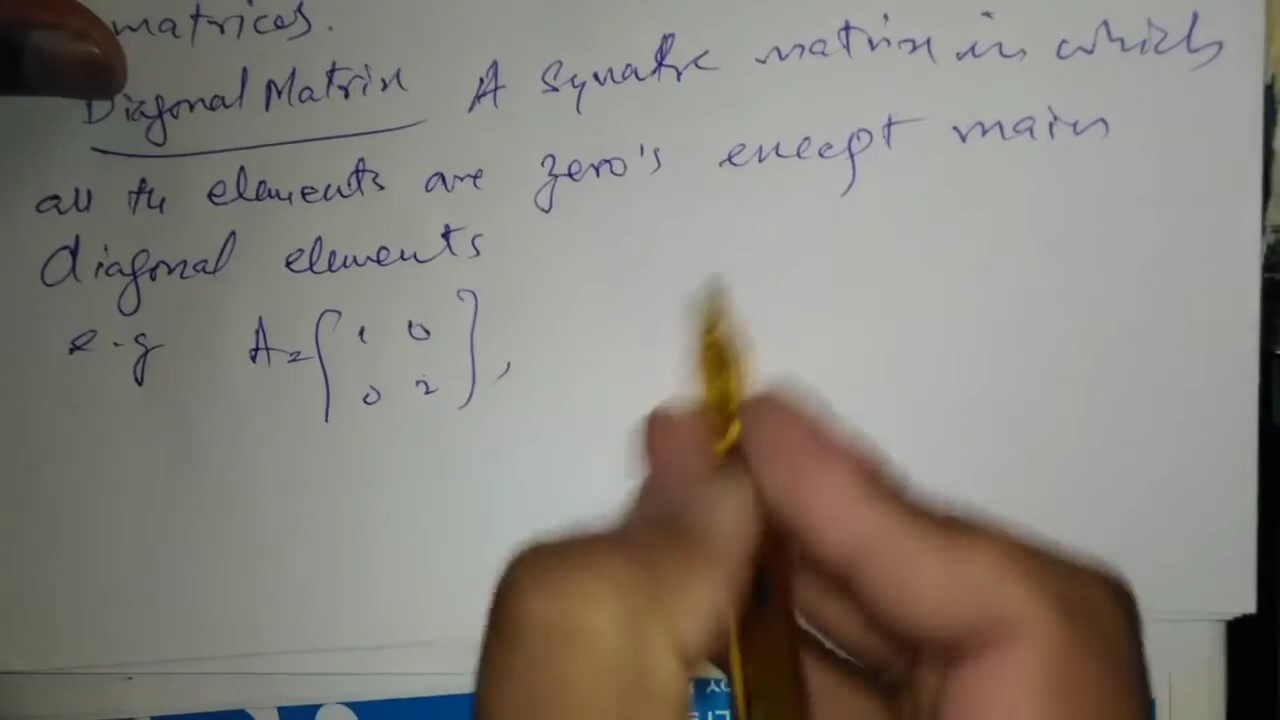 matrices.
Diagonal Matrix A Squatre matrix in which
all the elements are zero's except main
diagonal elements
e.g A = [ 1 0
0 2 ],